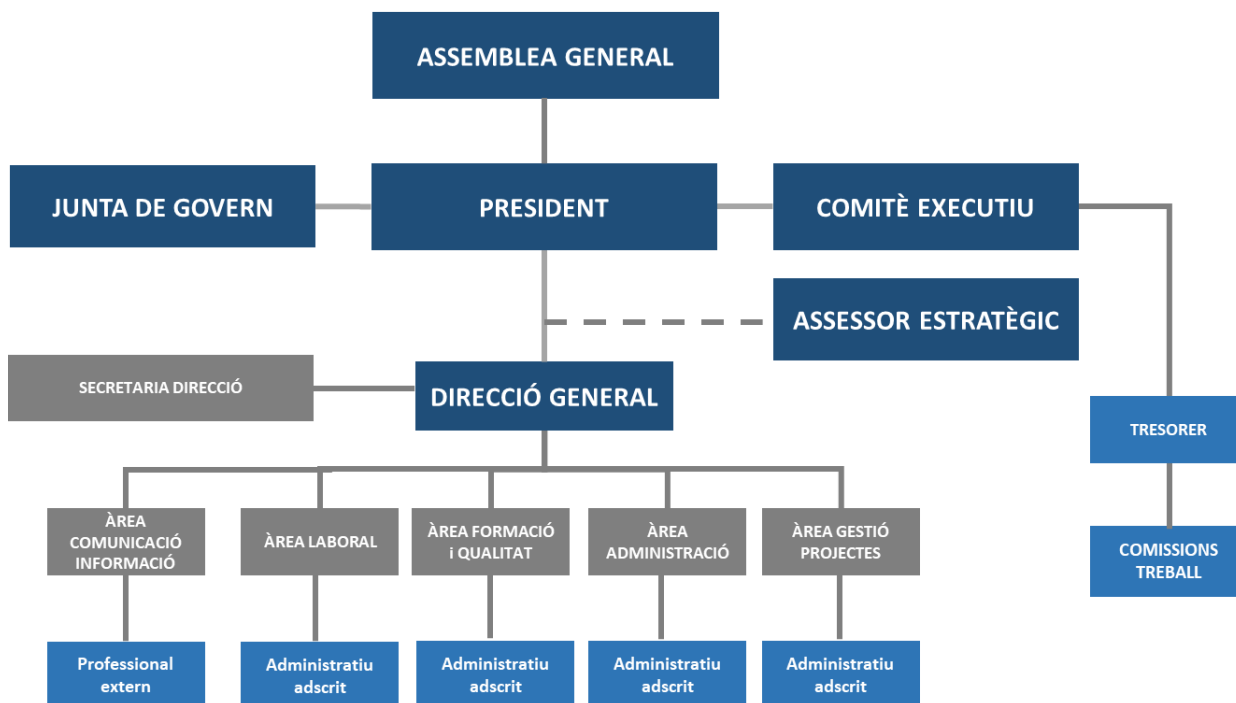 ASSEMBLEA GENERAL
JUNTA DE GOVERN
PRESIDENT
COMITÈ EXECUTIU
ASSESSOR ESTRATÈGIC
SECRETARIA DIRECCIÓ
DIRECCIÓ GENERAL
TRESORER
ÀREA
COMUNICACIÓ
INFORMACIÓ
ÀREA LABORAL
ÀREA FORMACIÓ
i QUALITAT
ÀREA
ADMINISTRACIÓ
ÀREA GESTIÓ
PROJECTES
COMISSIONS
TREBALL
Professional
extern
Administratiu
adscrit
Administratiu
adscrit
Administratiu
adscrit
Administratiu
adscrit